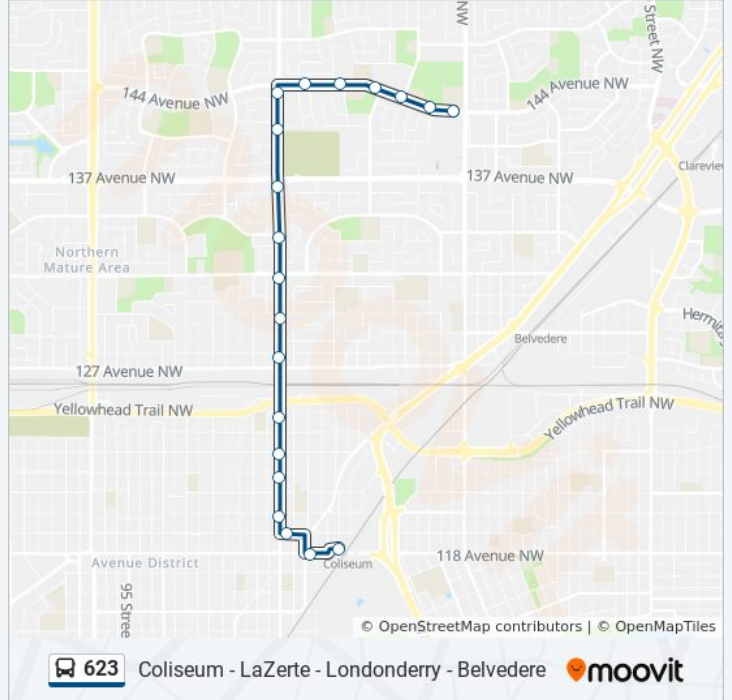 NW
Street NW
144 Avenue NW
144 Avenue NW
Clarevie
137 Avenue NW
137 Avenue NW
Northern
Mature Area
Hermit
Belvedere
127 Avenue NW
Yellowhead Trail NW
Yellowhead Trail NW
118 Avenue NW
Avenue District
Coliseum
95 Stree
© OpenStreetMap contributors | © OpenMapTiles
623 Coliseum - LaZerte - Londonderry - Belvedere moovit